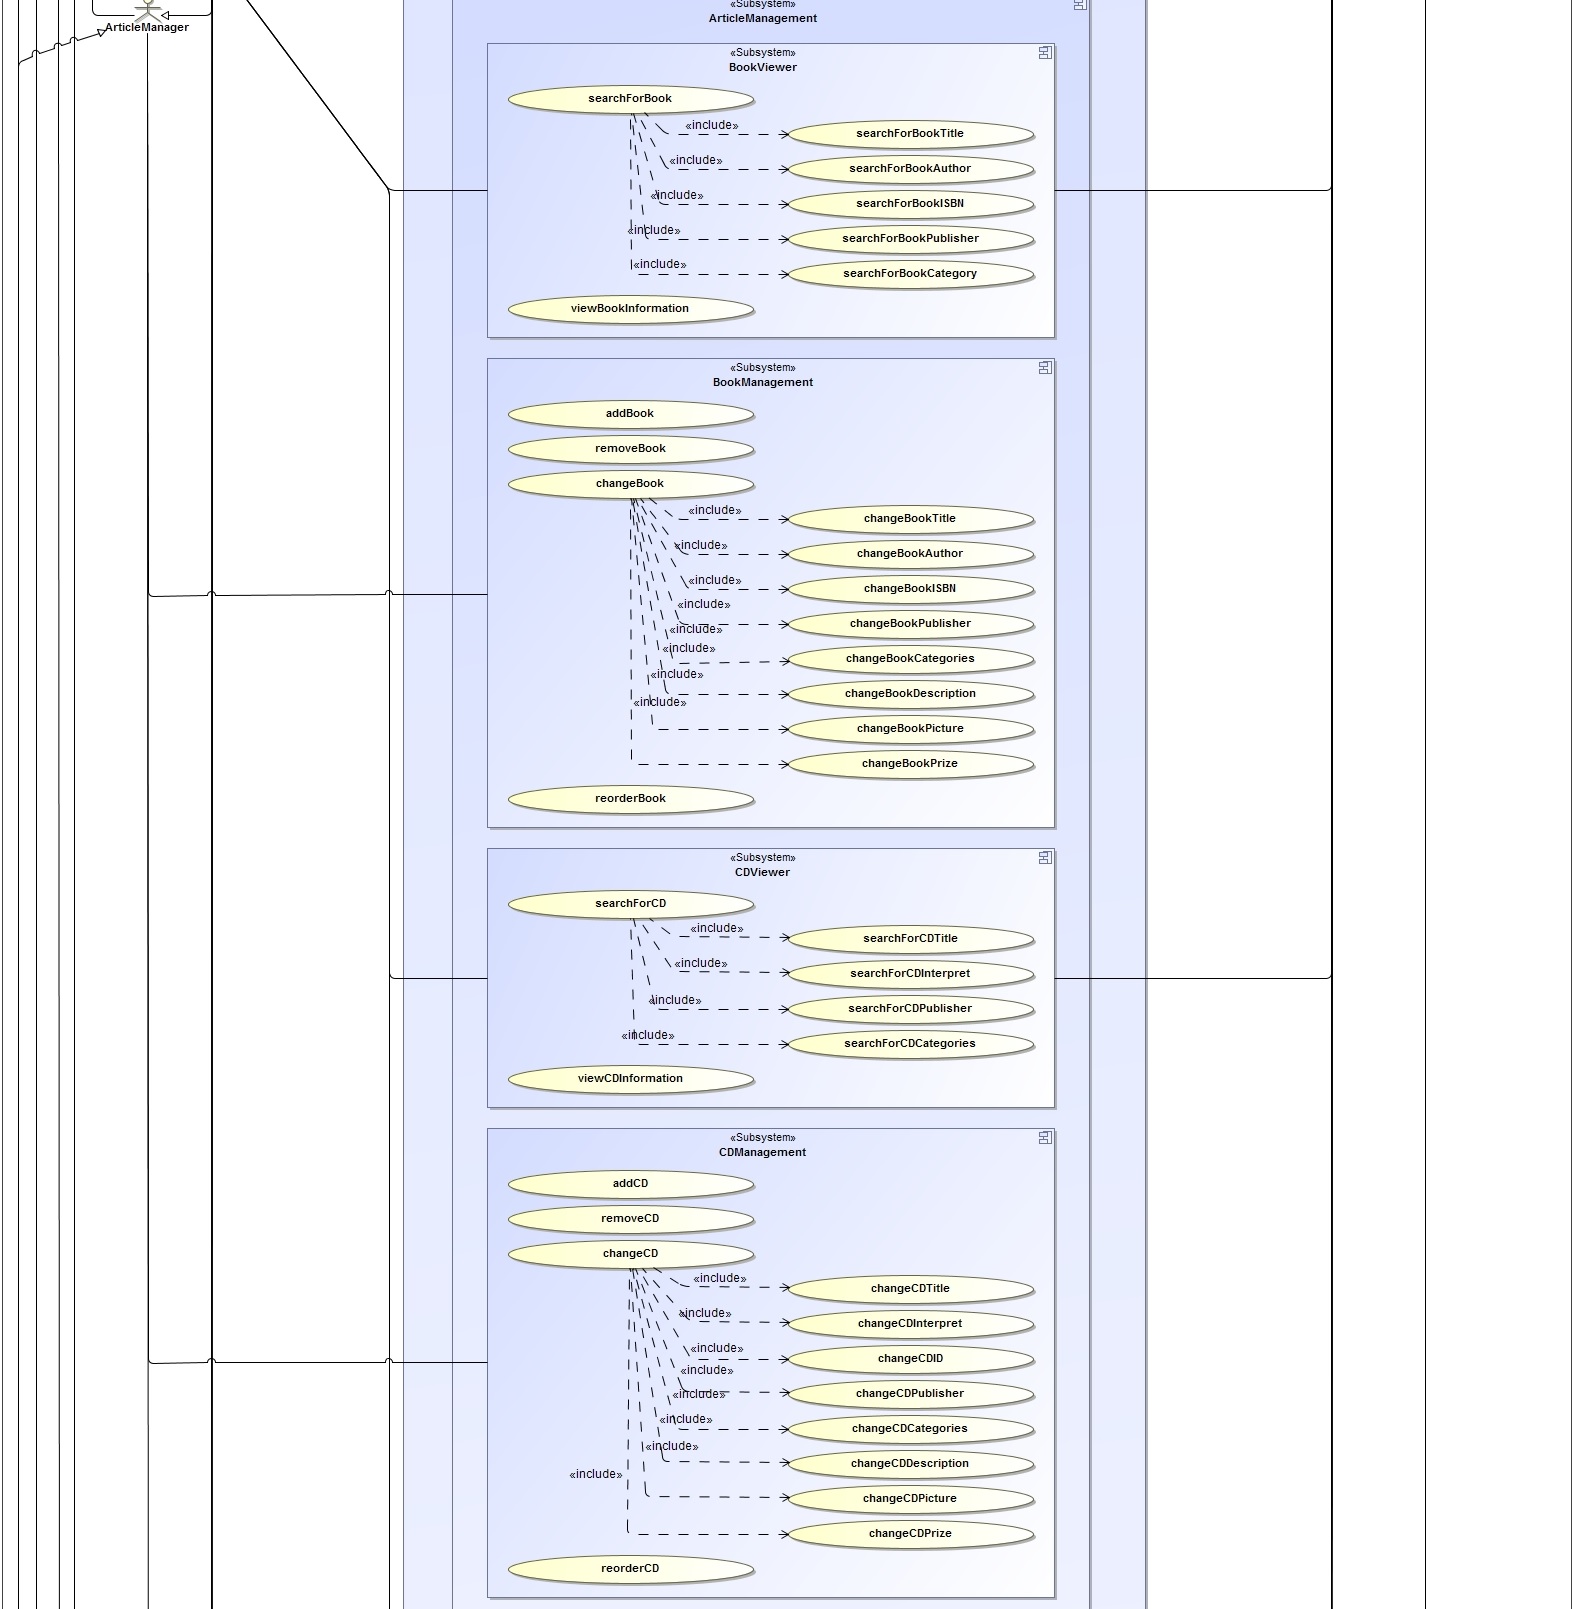 «Subsystem»
ArticleManagement
ArticleManager
«Subsystem»
BookViewer
searchForBook
«include»
searchForBookTitle
«include»
searchForBookAuthor
«include»
searchForBookISBN
«include»
searchForBookPublisher
«include»
searchForBookCategory
viewBookInformation
«Subsystem»
BookManagement
addBook
removeBook
changeBook
«include»
changeBookTitle
«include»
changeBookAuthor
«include»
changeBookISBN
«include»
changeBookPublisher
«include»
«include»
changeBookCategories
«include»
changeBookDescription
«include»
changeBookPicture
changeBookPrize
reorderBook
«Subsystem»
CDViewer
searchForCD
«include»
searchForCDTitle
«include»
searchForCDInterpret
«include»
searchForCDPublisher
«include»
searchForCDCategories
viewCDInformation
«Subsystem»
CDManagement
addCD
removeCD
changeCD
«include»
changeCDTitle
«include»
changeCDInterpret
«include»
changeCDID
«include»
changeCDPublisher
«include»
«include»
changeCDCategories
«include»
changeCDDescription
«include»
changeCDPicture
changeCDPrize
reorderCD